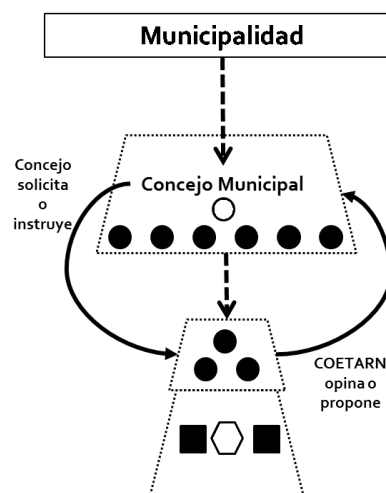 Municipalidad
Concejo
solicita
o
instruye
Concejo Municipal
COETARN
opina o
propone